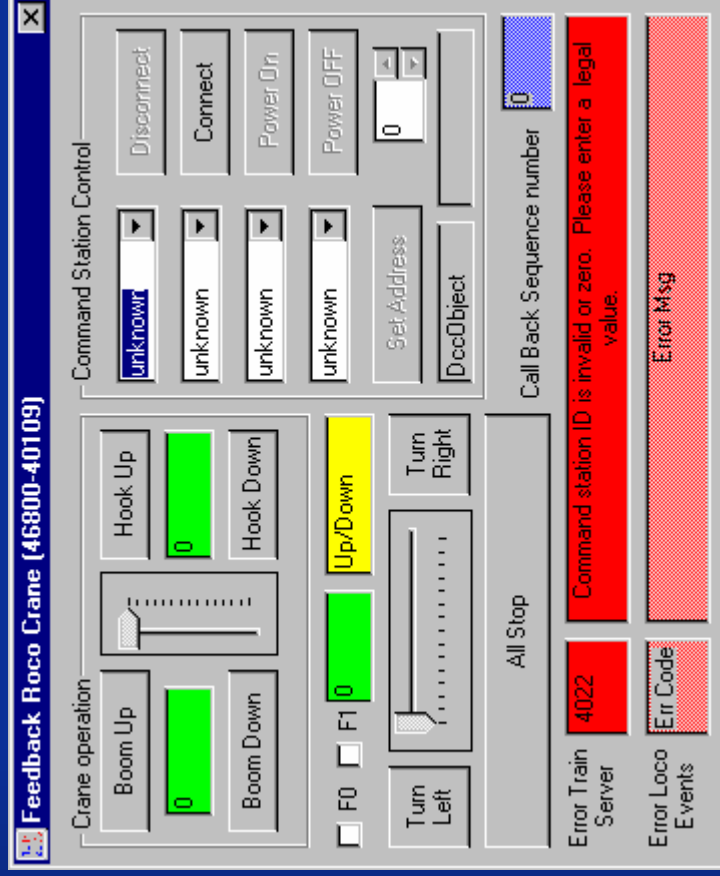 Feedback Roco Crane (46800-40109)
Crane operation
Boom Up
Hook Up
0
0
Boom Down
Hook Down
F0
F1
0
Up/Down
Turn
Left
Turn
Right
All Stop
Command Station Control
unknown
Disconnect
unknown
Connect
unknown
Power On
unknown
Power OFF
Set Address
0
DccObject
Call Back Sequence number
0
Error Train
Server
4022
Command station ID is invalid or zero. Please enter a legal
value.
Error Loco
Events
Err Code
Error Msg